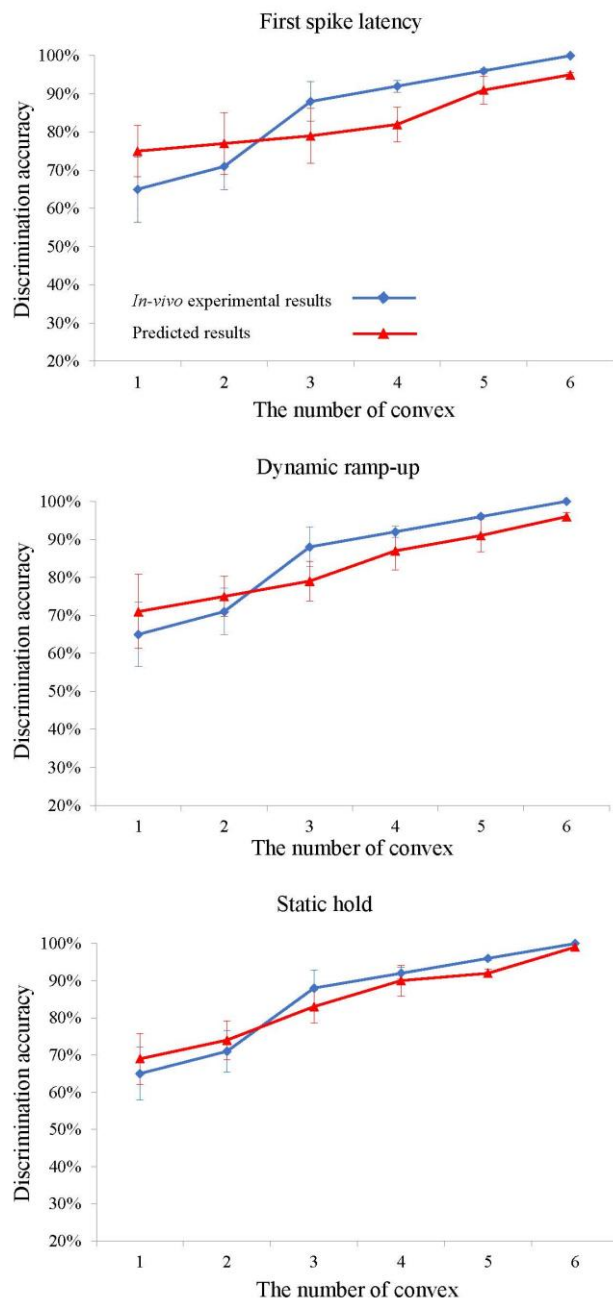 First spike latency
100%
90%
80%
70%
60%
50%
40%
30%
20%
Discrimination accuracy
In-vivo experimental results
Predicted results
1 2 3 4 5 6
The number of convex
Dynamic ramp-up
100%
90%
80%
70%
60%
50%
40%
30%
20%
Discrimination accuracy
1 2 3 4 5 6
The number of convex
Static hold
100%
90%
80%
70%
60%
50%
40%
30%
20%
Discrimination accuracy
1 2 3 4 5 6
The number of convex